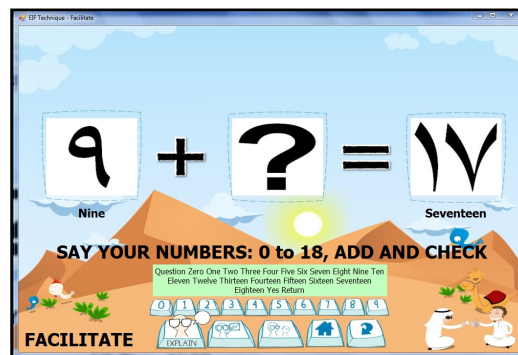 EIF Technique - Facilitate
٩ + ? = ١٧
Nine Seventeen
SAY YOUR NUMBERS: 0 to 18, ADD AND CHECK
Question Zero One Two Three Four Five Six Seven Eight Nine Ten
Eleven Twelve Thirteen Fourteen Fifteen Sixteen Seventeen
Eighteen Yes Return
0 1 2 3 4 5 6 7 8 9
EXPLAIN ?
FACILITATE